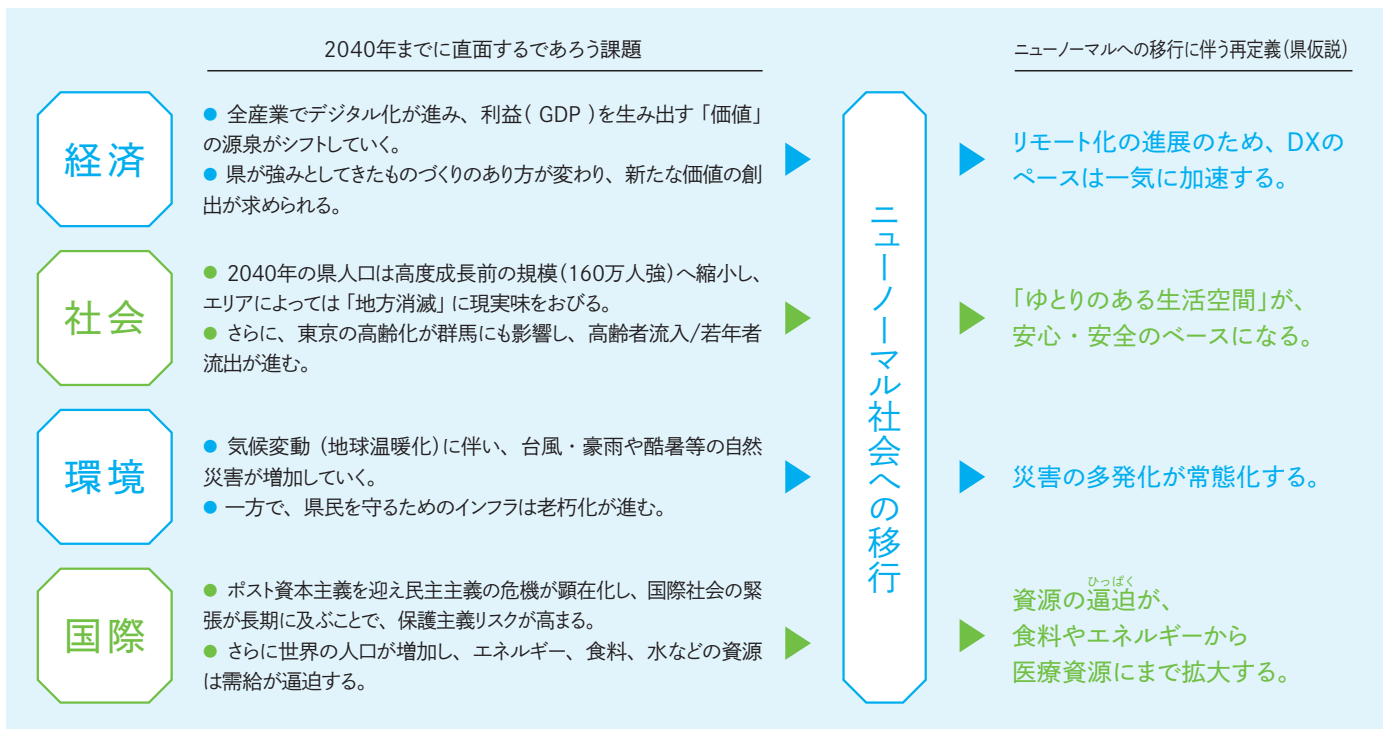 2040年までに直面するであろう課題
ニューノーマルへの移行に伴う再定義(県仮説)
経済
● 全産業でデジタル化が進み、利益( GDP )を生み出す「価値」
の源泉がシフトしていく。
● 県が強みとしてきたものづくりのあり方が変わり、新たな価値の創
出が求められる。
リモート化の進展のため、DXの
ペースは一気に加速する。
社会
● 2040年の県人口は高度成長前の規模(160万人強)へ縮小し、
エリアによっては「地方消滅」に現実味をおびる。
● さらに、東京の高齢化が群馬にも影響し、高齢者流入/若年者
流出が進む。
「ゆとりのある生活空間」が、
安心・安全のベースになる。
環境
● 気候変動 (地球温暖化)に伴い、台風・豪雨や酷暑等の自然
災害が増加していく。
● 一方で、県民を守るためのインフラは老朽化が進む。
災害の多発化が常態化する。
国際
● ポスト資本主義を迎え民主主義の危機が顕在化し、国際社会の緊
張が長期に及ぶことで、保護主義リスクが高まる。
● さらに世界の人口が増加し、エネルギー、食料、水などの資源
は需給が逼迫する。
ひっぱく
資源の逼迫が、
食料やエネルギーから
医療資源にまで拡大する。
ニューノーマル社会への移行